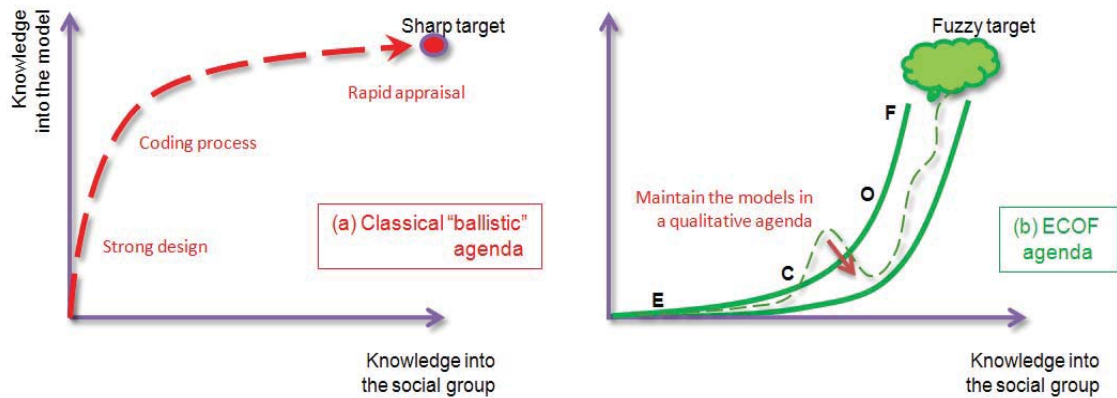 Knowledge
into the model
Sharp target
Rapid appraisal
Coding process
(a) Classical "ballistic"
agenda
Strong design
Knowledge into
the social group
Fuzzy target
F
O
Maintain the models in
a qualitative agenda
(b) ECOF
agenda
C
E
Knowledge into
the social group